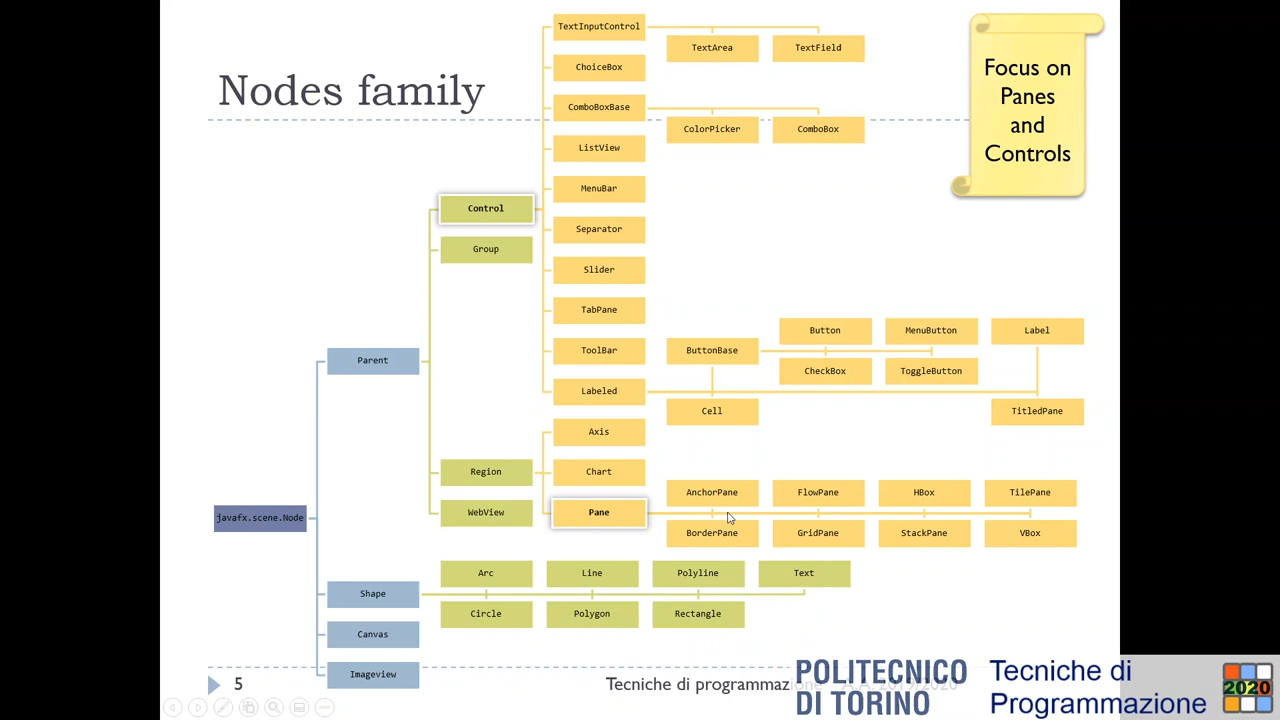 Nodes family
Focus on
Panes
and
Controls
TextInputControl
TextArea
TextField
ChoiceBox
ComboBoxBase
ColorPicker
ComboBox
ListView
MenuBar
Control
Separator
Group
Slider
TabPane
Button
MenuButton
Label
ToolBar
ButtonBase
Parent
CheckBox
ToggleButton
Labeled
Cell
TitledPane
Axis
Region
Chart
AnchorPane
FlowPane
HBox
TilePane
javafx.scene.Node
WebView
Pane
BorderPane
GridPane
StackPane
VBox
Arc
Line
Polyline
Text
Shape
Circle
Polygon
Rectangle
Canvas
Imageview
5
Tecniche di programmazione A.A. 2019/2020
POLITECNICO
DI TORINO
Tecniche di
Programmazione
2020